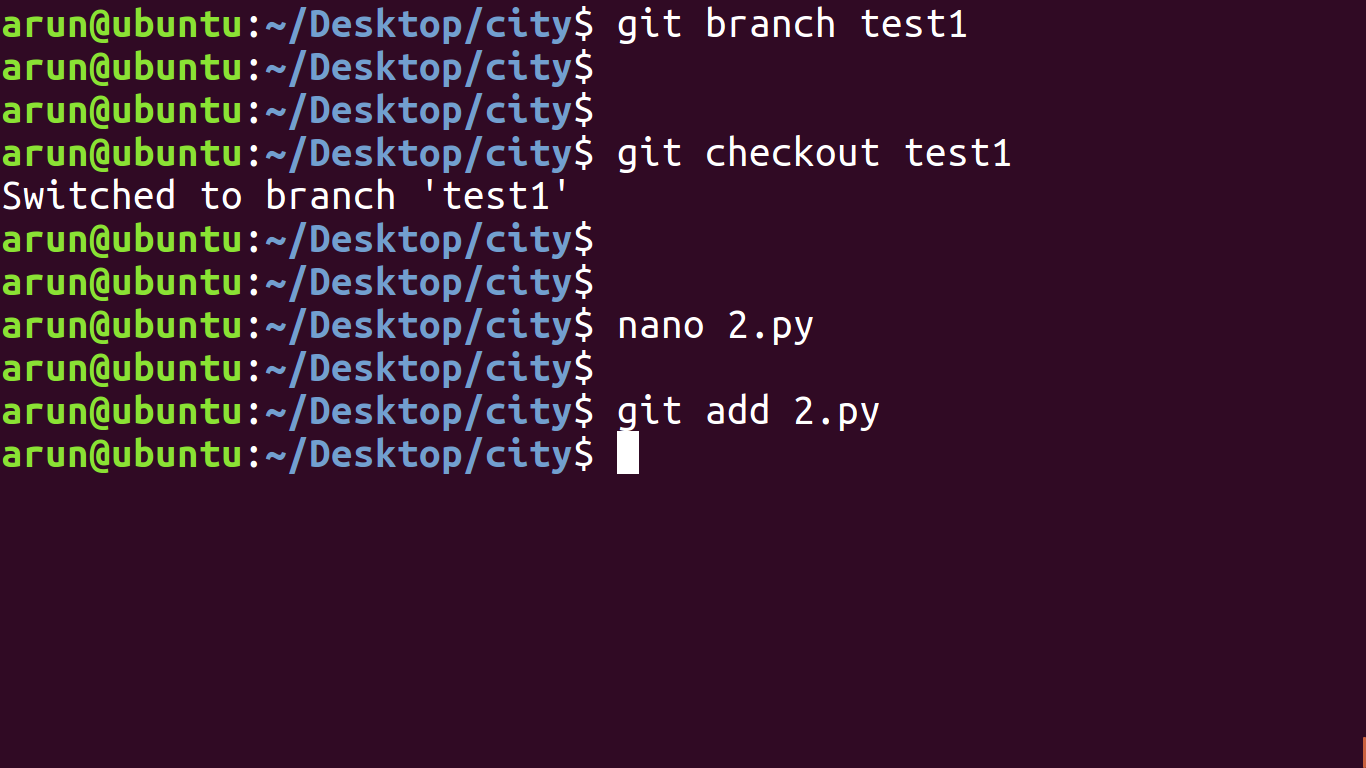 arun@ubuntu:~/Desktop/city$ git branch test1
arun@ubuntu:~/Desktop/city$
arun@ubuntu:~/Desktop/city$
arun@ubuntu:~/Desktop/city$ git checkout test1
Switched to branch 'test1'
arun@ubuntu:~/Desktop/city$
arun@ubuntu:~/Desktop/city$
arun@ubuntu:~/Desktop/city$ nano 2.py
arun@ubuntu:~/Desktop/city$
arun@ubuntu:~/Desktop/city$ git add 2.py
arun@ubuntu:~/Desktop/city$